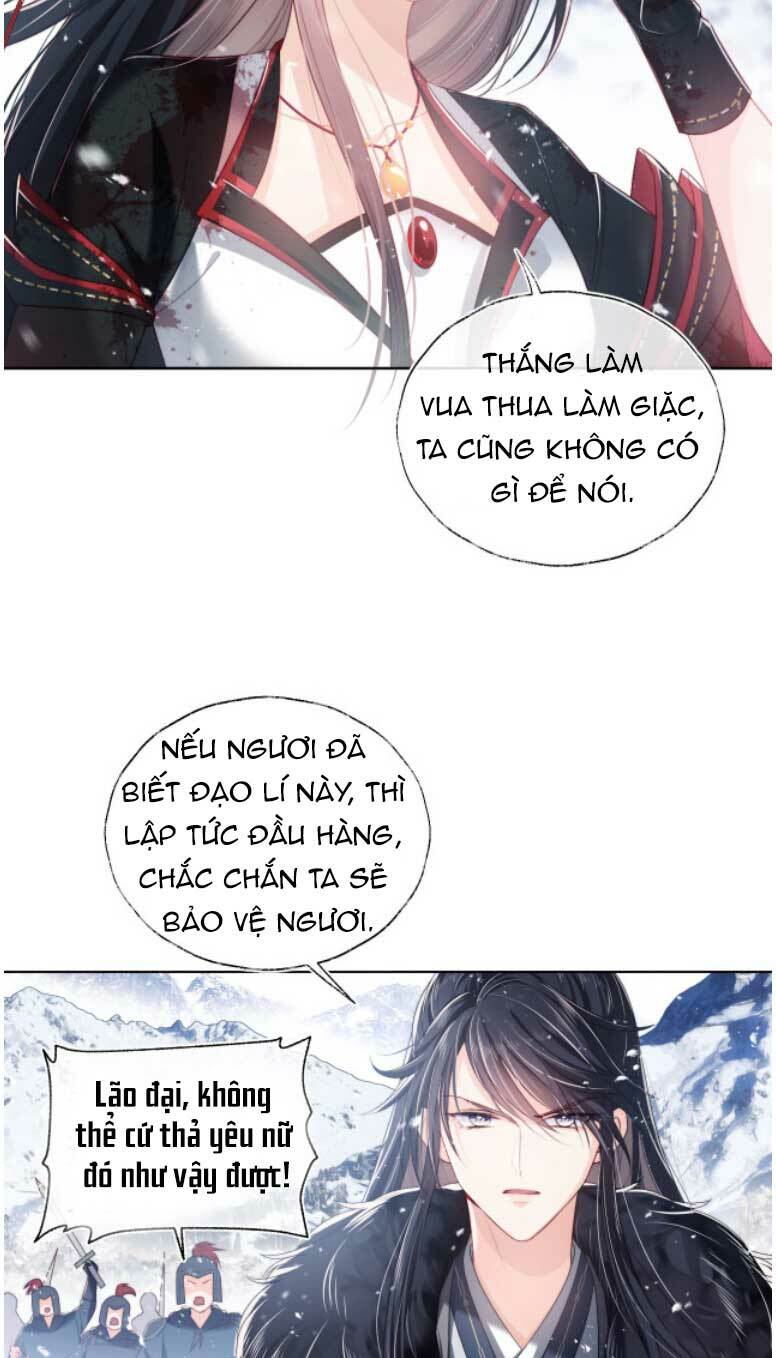 THẮNG LÀM
VUA THUA LÀM GIẶC,
TA CŨNG KHÔNG CÓ
GÌ ĐỂ NÓI.
NẾU NGƯƠI ĐÃ
BIẾT ĐẠO LÍ NÀY, THÌ
LẬP TỨC ĐẦU HÀNG,
CHẮC CHẮN TA SẼ
BẢO VỆ NGƯƠI.
Lão đại, không
thể cứ thả yêu nữ
đó như vậy được!